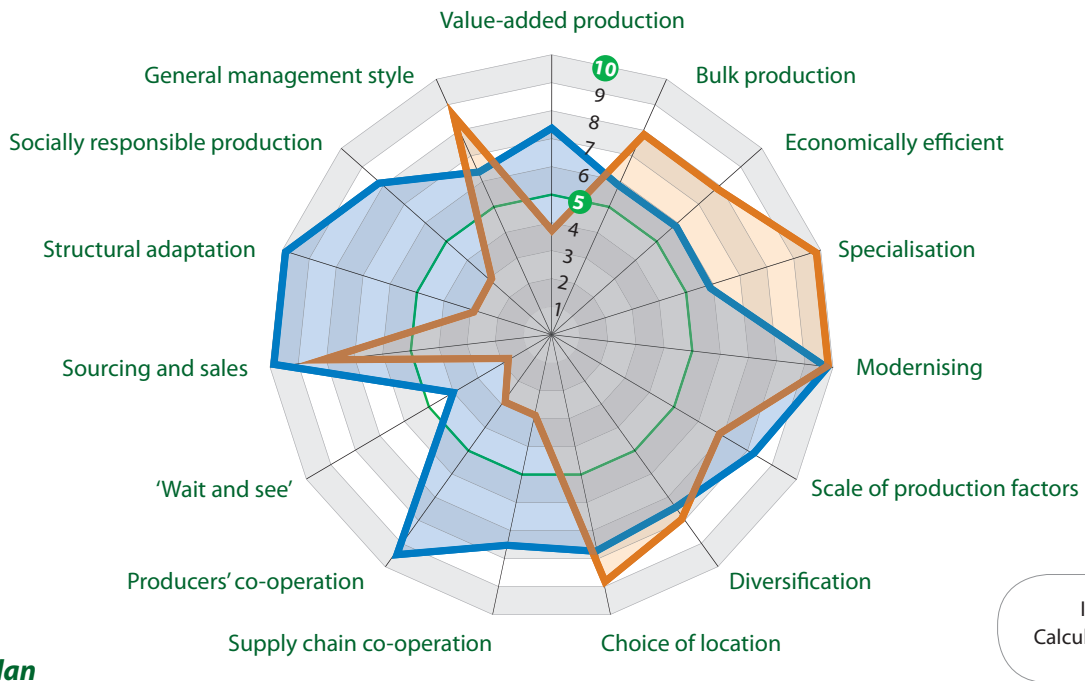 Value-added production
General management style
10
Bulk production
9
Socially responsible production
8
Economically efficient
7
6
5
Structural adaptation
4
Specialisation
3
2
1
Sourcing and sales
Modernising
'Wait and see'
Scale of production factors
Producers' co-operation
Diversification
Supply chain co-operation
Choice of location